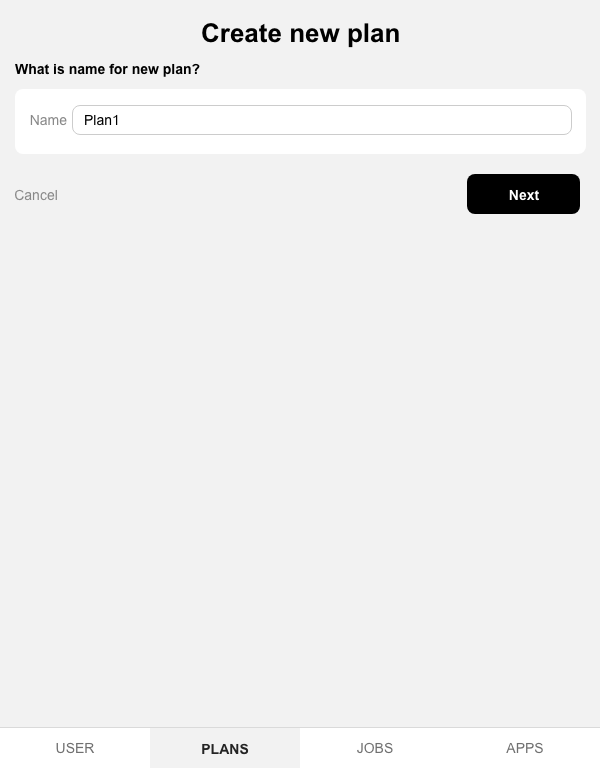 Create new plan
What is name for new plan?
Name Plan1
Cancel Next
USER PLANS JOBS APPS